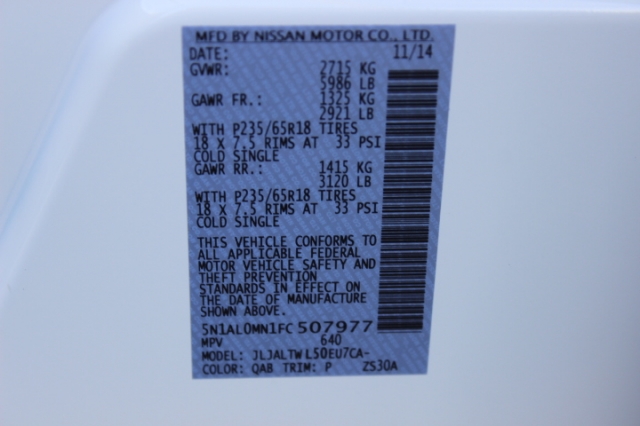 MFD BY NISSAN MOTOR CO., LTD.
DATE: 11/14
GVWR: 2715 KG
5986 LB
GAWR FR.: 1325 KG
2921 LB
WITH P235/65R18 TIRES
18 X 7.5 RIMS AT 33 PSI
COLD SINGLE
GAWR RR.: 1415 KG
3120 LB
WITH P235/65R18 TIRES
18 X 7.5 RIMS AT 33 PSI
COLD SINGLE
THIS VEHICLE CONFORMS TO
ALL APPLICABLE FEDERAL
MOTOR VEHICLE SAFETY AND
THEFT PREVENTION
STANDARDS IN EFFECT ON
THE DATE OF MANUFACTURE
SHOWN ABOVE.
5N1AL0MN1FC507977
MPV 640
MODEL: JLJALTWL50EU7CA-
COLOR: QAB TRIM: P ZS30A